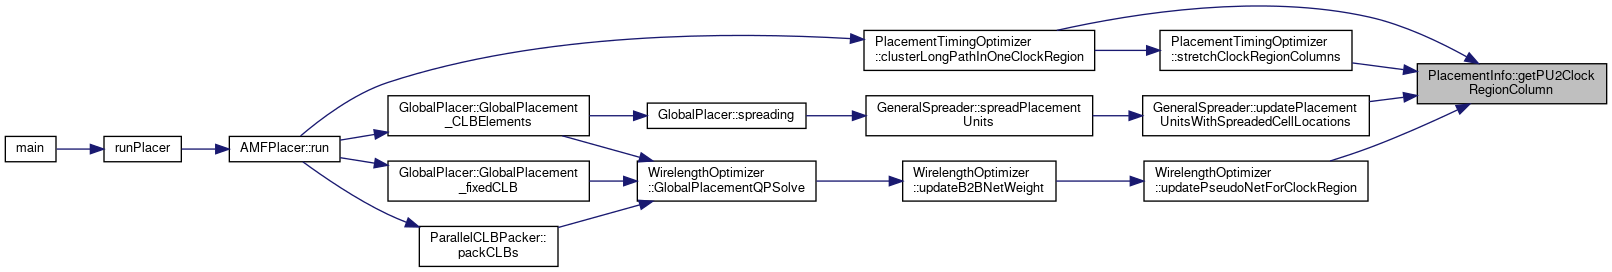 main
runPlacer
AMFPlacer::run
GlobalPlacer::GlobalPlacement
_CLBElements
GlobalPlacer::GlobalPlacement
_fixedCLB
ParallelCLBPacker::
packCLBs
GlobalPlacer::spreading
WirelengthOptimizer
::GlobalPlacementQPSolve
PlacementTimingOptimizer
::clusterLongPathInOneClockRegion
GeneralSpreader::spreadPlacement
Units
WirelengthOptimizer
::updateB2BNetWeight
PlacementTimingOptimizer
::stretchClockRegionColumns
GeneralSpreader::updatePlacement
UnitsWithSpreadedCellLocations
WirelengthOptimizer
::updatePseudoNetForClockRegion
PlacementInfo::getPU2Clock
RegionColumn